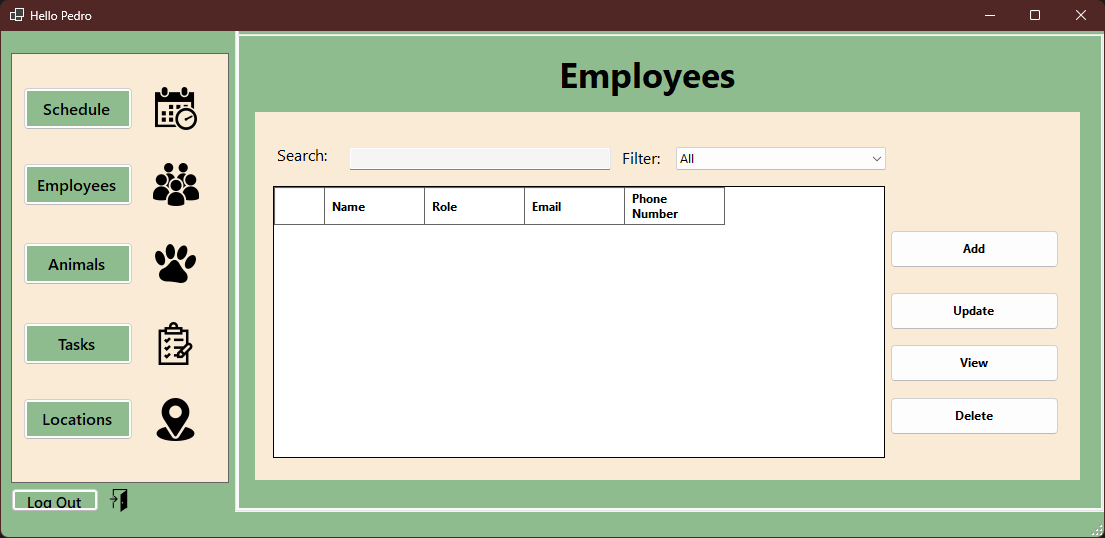 Hello Pedro
Schedule
Employees
Animals
Tasks
Locations
Log Out
Employees
Search:
Filter: All
Name Role Email Phone
Number
Add
Update
View
Delete